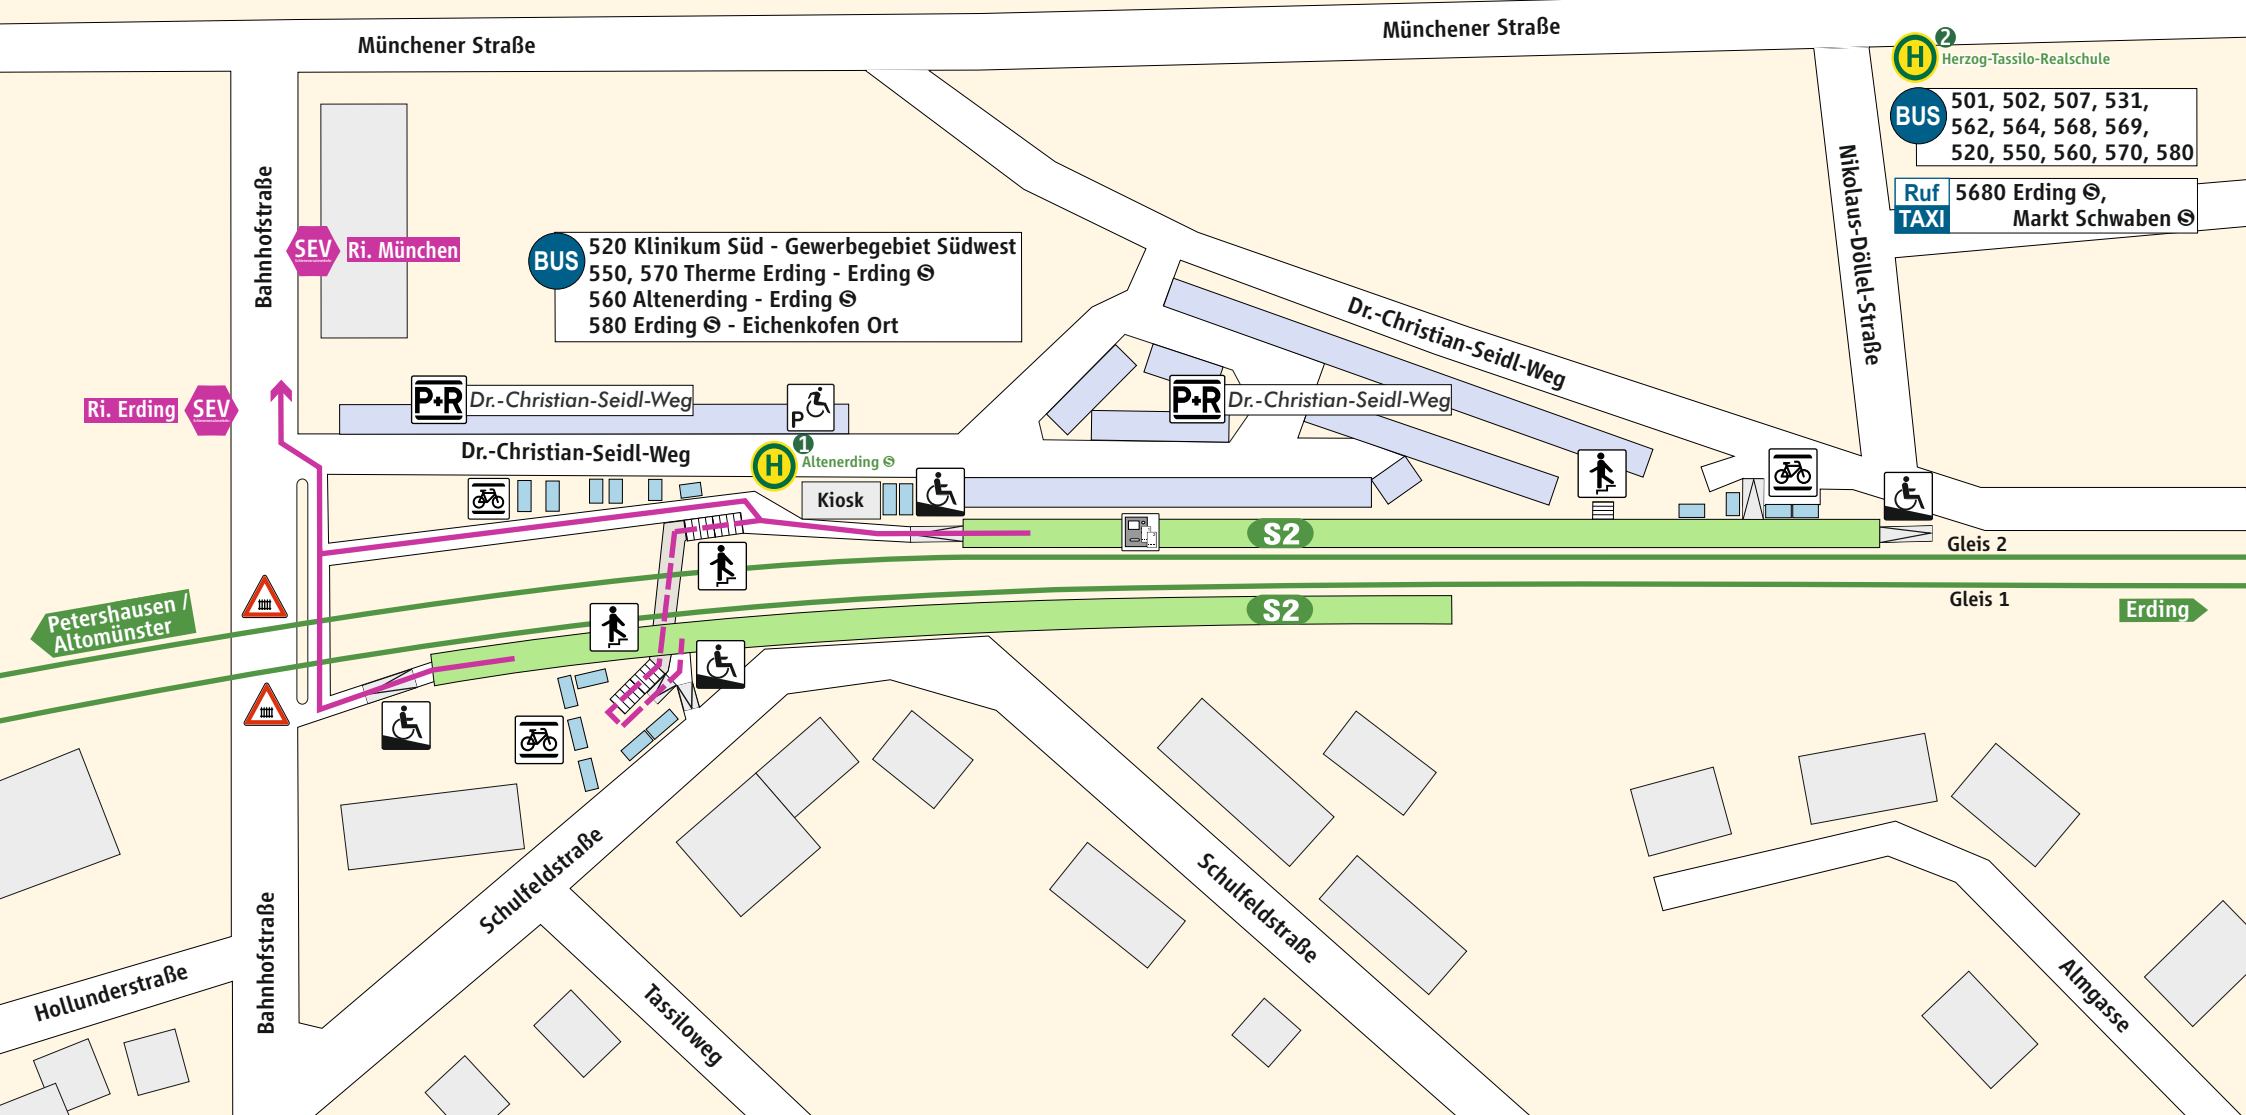 Münchener Straße
Münchener Straße
H
2
Herzog-Tassilo-Realschule
BUS
501, 502, 507, 531,
562, 564, 568, 569,
520, 550, 560, 570, 580
Ruf
TAXI
5680 Erding S,
Markt Schwaben S
Nikolaus-Döllel-Straße
Bahnhofstraße
SEV
Ri. München
BUS
520 Klinikum Süd - Gewerbegebiet Südwest
550, 570 Therme Erding - Erding S
560 Altenerding - Erding S
580 Erding S - Eichenkofen Ort
Dr.-Christian-Seidl-Weg
Ri. Erding
SEV
P+R
Dr.-Christian-Seidl-Weg
P
P+R
Dr.-Christian-Seidl-Weg
Dr.-Christian-Seidl-Weg
H
1
Altenerding S
Kiosk
S2
Gleis 2
Petershausen /
Altomünster
S2
Gleis 1
Erding
Schulfeldstraße
Schulfeldstraße
Bahnhofstraße
Hollunderstraße
Tassiloweg
Almgasse